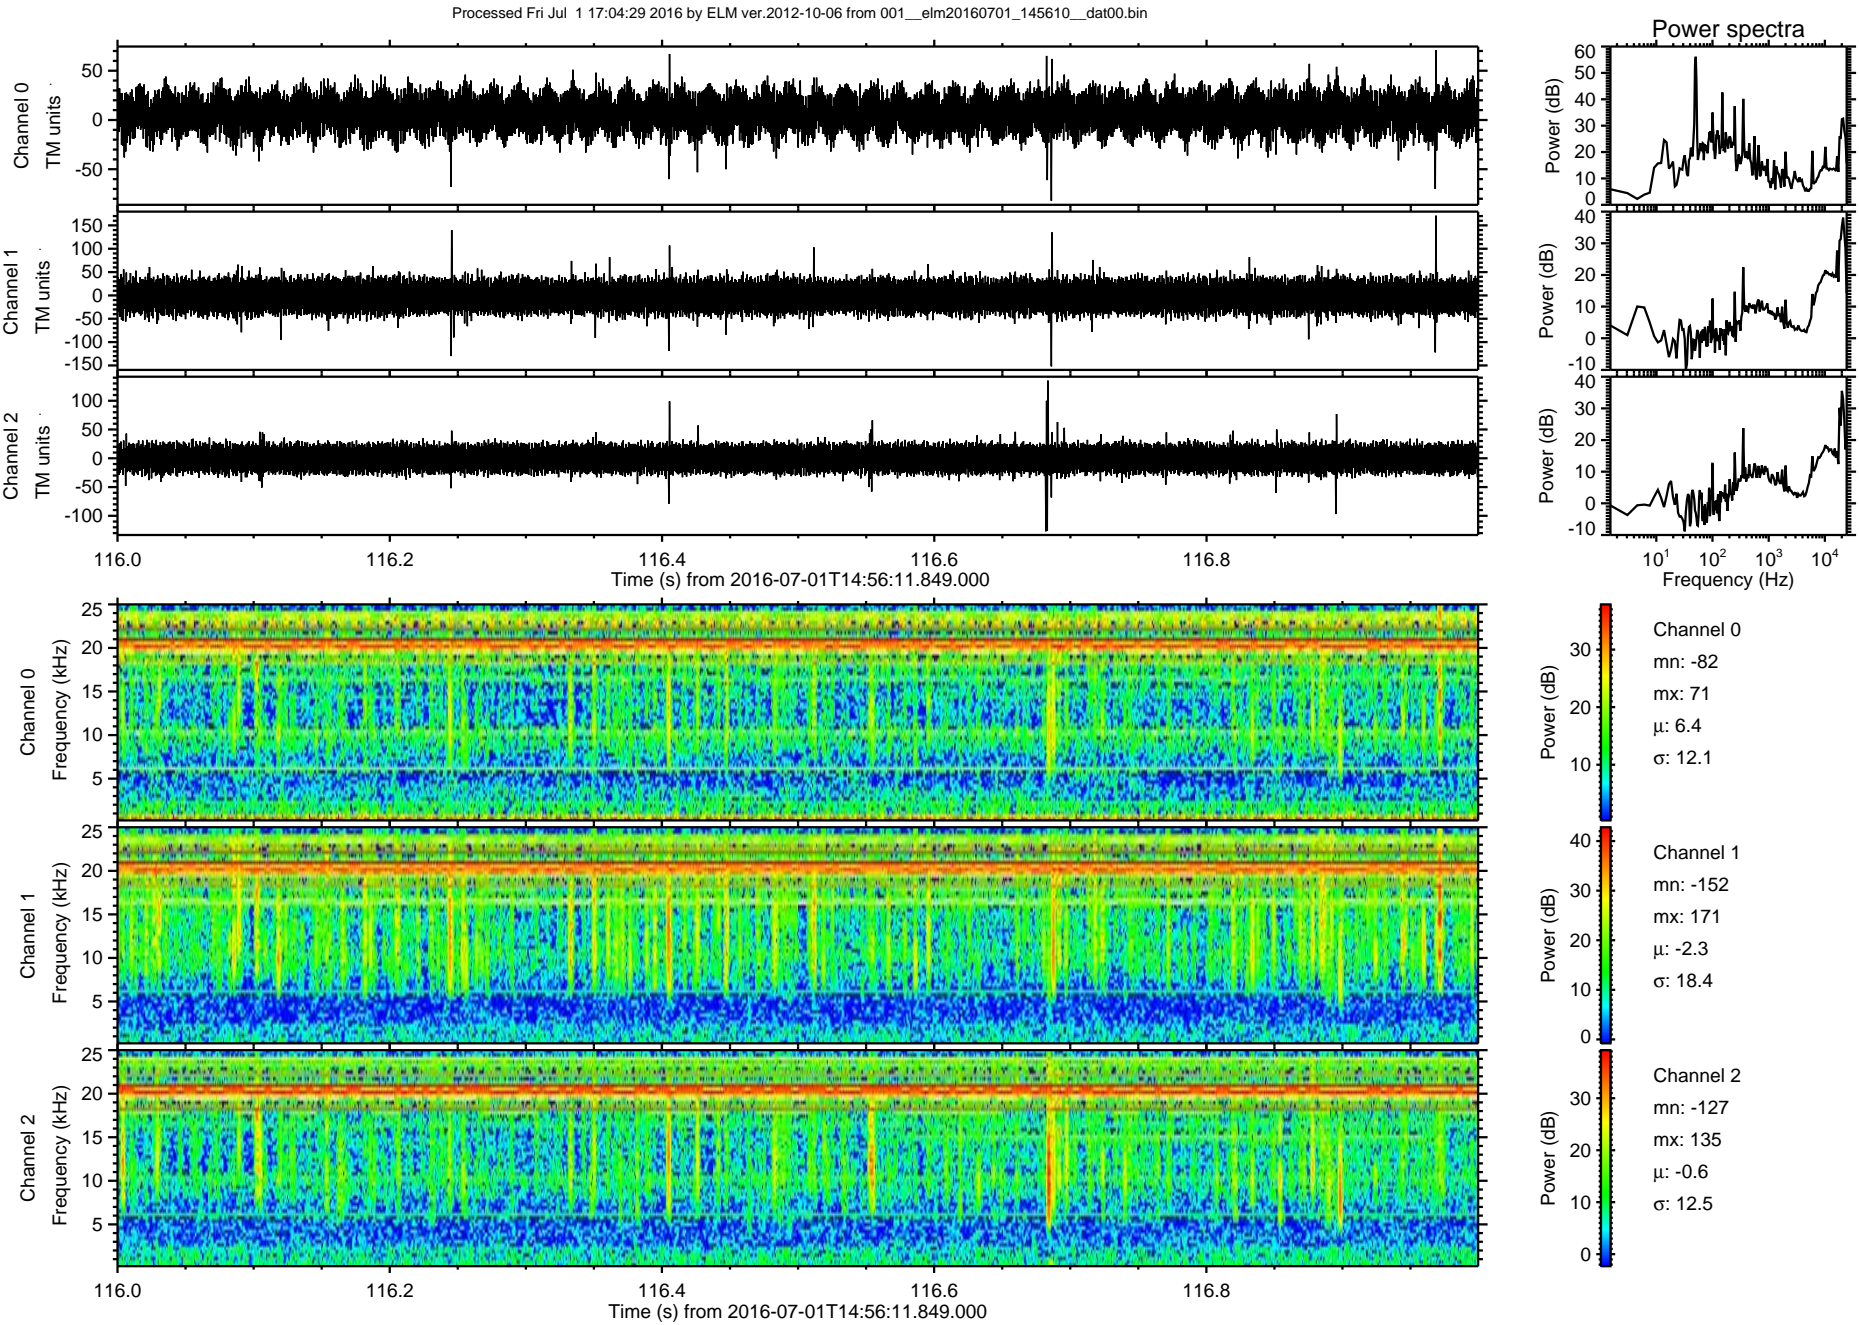 Processed Fri Jul  1 17:04:29 2016 by ELM ver.2012-10-06 from 001__elm20160701_145610__dat00.bin
Power spectra
Channel 0
TM units
50
0
-50
Power (dB)
60
50
40
30
20
10
0
Channel 1
TM units
150
100
50
0
-50
-100
-150
Power (dB)
40
30
20
10
0
-10
Channel 2
TM units
100
50
0
-50
-100
Power (dB)
40
30
20
10
0
-10
116.0 116.2 116.4 116.6 116.8
Time (s) from 2016-07-01T14:56:11.849.000
10^1 10^2 10^3 10^4
Frequency (Hz)
Channel 0
Frequency (kHz)
25
20
15
10
5
Power (dB)
30
20
10
Channel 0
mn: -82
mx: 71
μ: 6.4
σ: 12.1
Channel 1
Frequency (kHz)
25
20
15
10
5
Power (dB)
40
30
20
10
0
Channel 1
mn: -152
mx: 171
μ: -2.3
σ: 18.4
Channel 2
Frequency (kHz)
25
20
15
10
5
Power (dB)
30
20
10
0
Channel 2
mn: -127
mx: 135
μ: -0.6
σ: 12.5
116.0 116.2 116.4 116.6 116.8
Time (s) from 2016-07-01T14:56:11.849.000